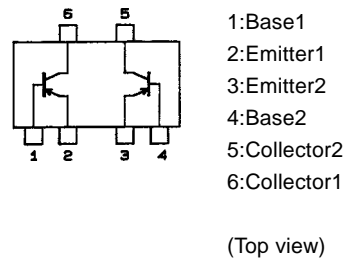 6 5
1 2 3 4
1:Base1
2:Emitter1
3:Emitter2
4:Base2
5:Collector2
6:Collector1
(Top view)